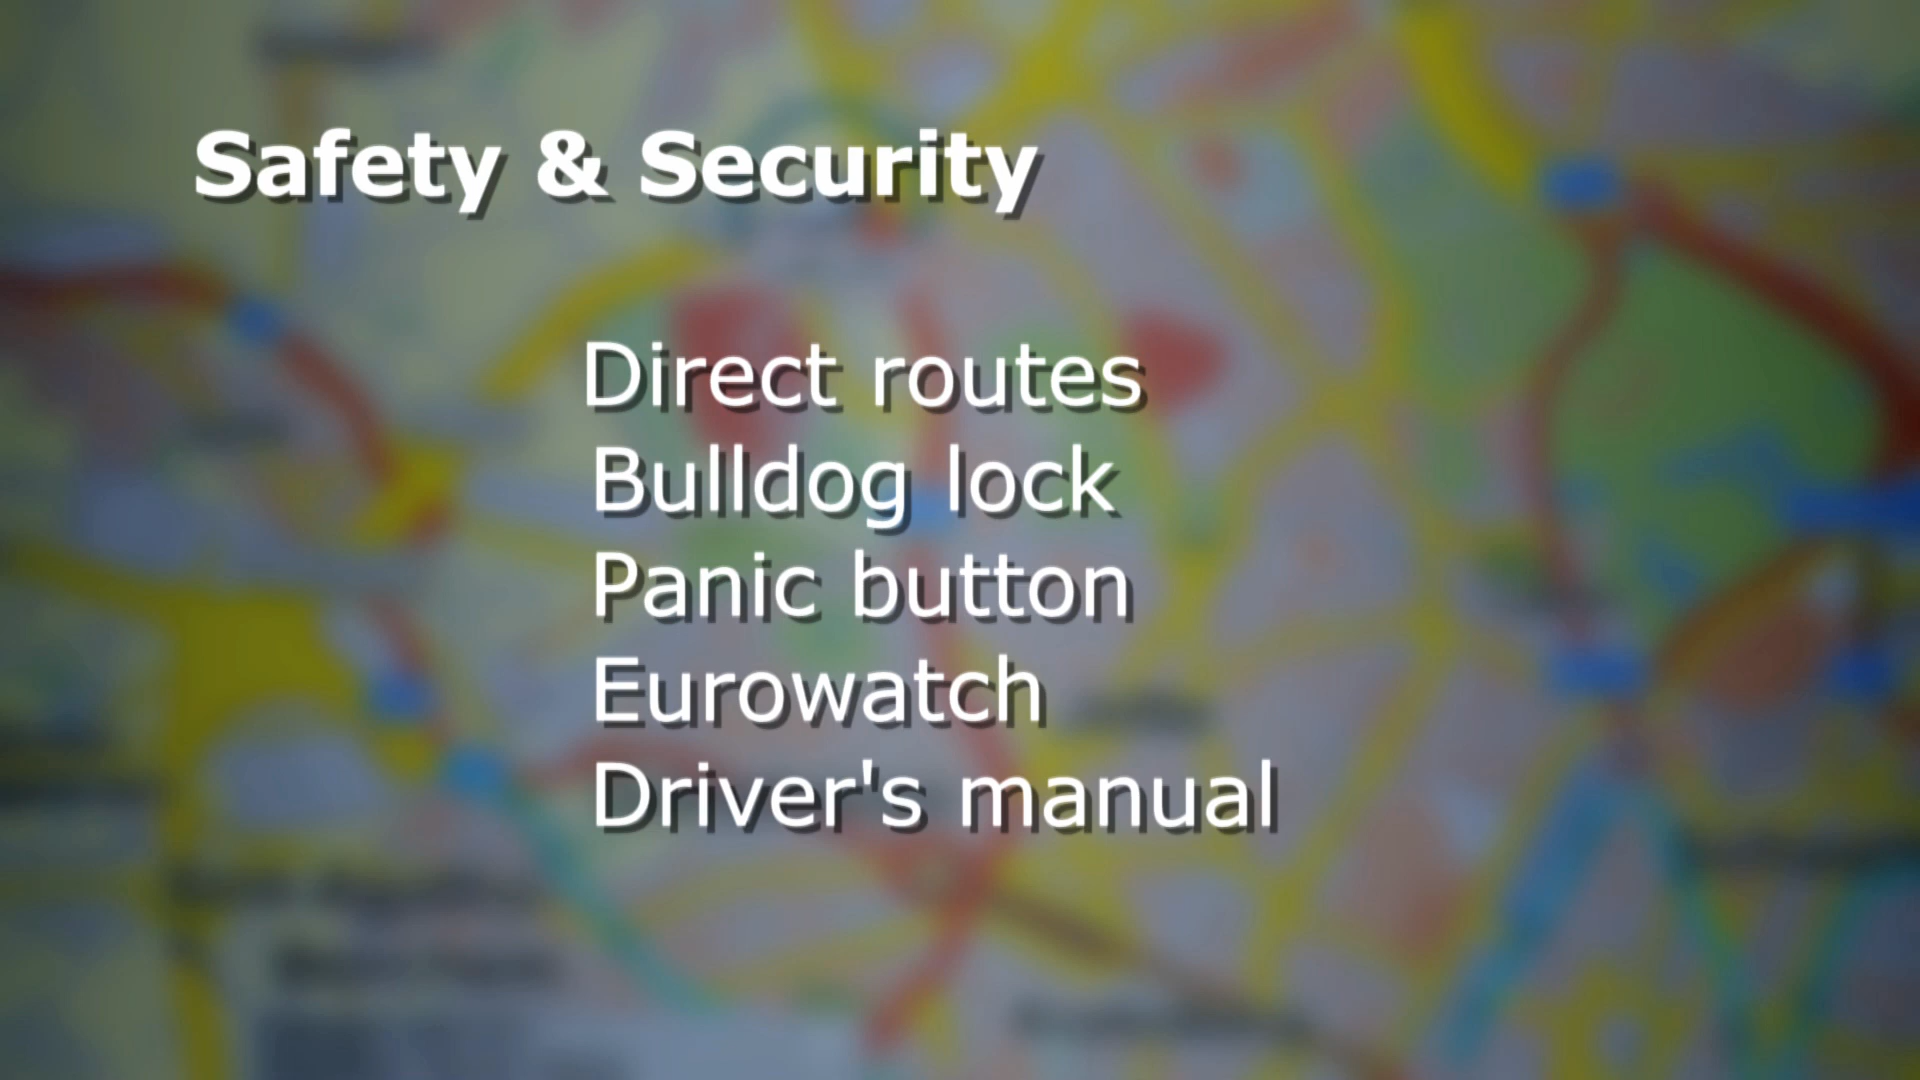 Safety & Security
Direct routes
Bulldog lock
Panic button
Eurowatch
Driver's manual